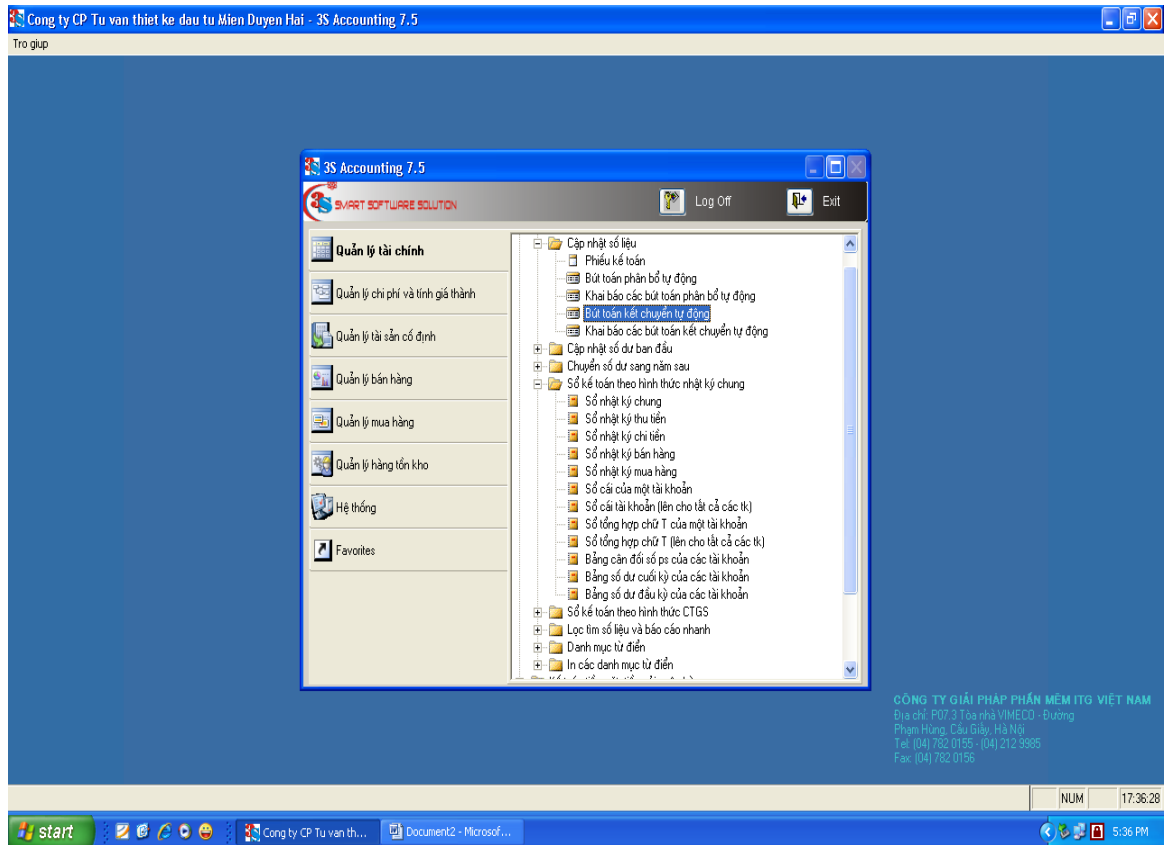 Cong ty CP Tu van thiet ke dau tu Mien Duyen Hai - 3S Accounting 7.5
Tro giup
3S Accounting 7.5
3S SMART SOFTWARE SOLUTION
Log Off
Exit
Quản lý tài chính
Quản lý chi phí và tính giá thành
Quản lý tài sản cố định
Quản lý bán hàng
Quản lý mua hàng
Quản lý hàng tồn kho
Hệ thống
Favorites
Cập nhật số liệu
Phiếu kế toán
Bút toán phân bổ tự động
Khai báo các bút toán phân bổ tự động
Bút toán kết chuyển tự động
Khai báo các bút toán kết chuyển tự động
Cập nhật số dư ban đầu
Chuyển số dư sang năm sau
Sổ kế toán theo hình thức nhật ký chung
Sổ nhật ký chung
Sổ nhật ký thu tiền
Sổ nhật ký chi tiền
Sổ nhật ký bán hàng
Sổ nhật ký mua hàng
Sổ cái của một tài khoản
Sổ cái tài khoản (lên cho tất cả các tk)
Sổ tổng hợp chữ T của một tài khoản
Sổ tổng hợp chữ T (lên cho tất cả các tk)
Bảng cân đối số ps của các tài khoản
Bảng số dư cuối kỳ của các tài khoản
Bảng số dư đầu kỳ của các tài khoản
Sổ kế toán theo hình thức CTGS
Lọc tìm số liệu và báo cáo nhanh
Danh mục từ điển
In các danh mục từ điển
CÔNG TY GIẢI PHÁP PHẦN MỀM ITG VIỆT NAM
Địa chỉ: P07.3 Tòa nhà VIMECO - Đường
Phạm Hùng, Cầu Giấy, Hà Nội
Tel: (04) 782 0155 - (04) 212 9985
Fax: (04) 782 0156
NUM
17:36:28
start
Cong ty CP Tu van th...
Document2 - Microsof...
5:36 PM